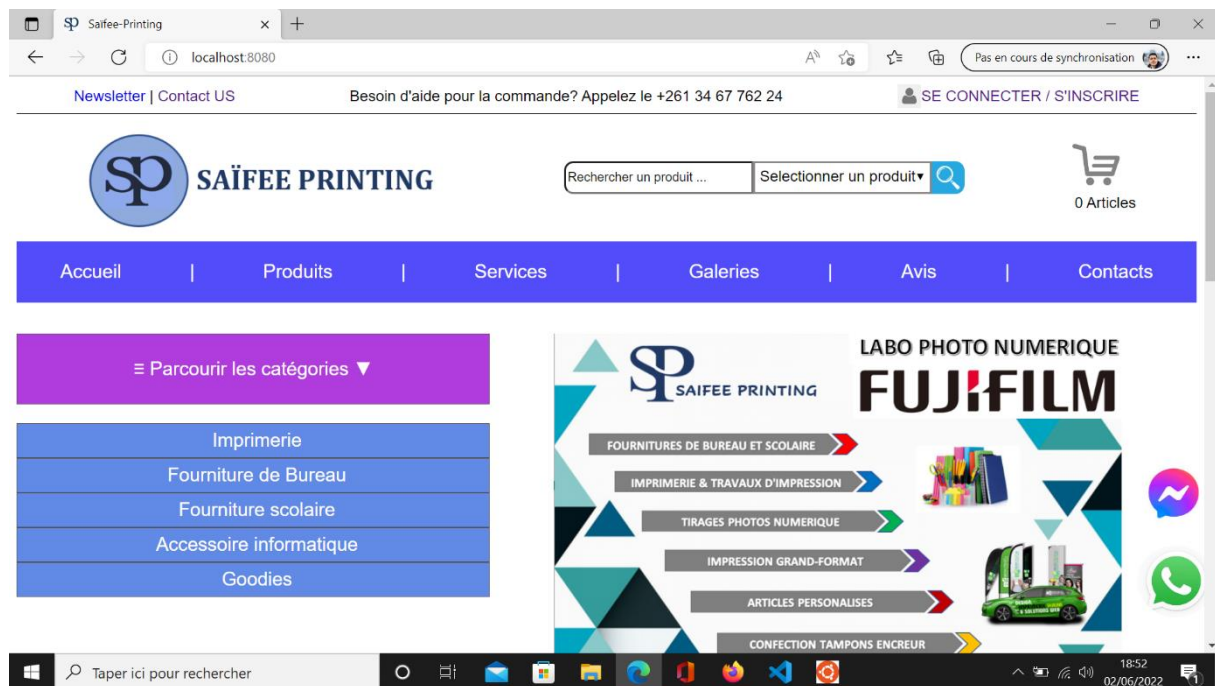 Saifee-Printing
localhost:8080
Pas en cours de synchronisation
Newsletter | Contact US
Besoin d'aide pour la commande? Appelez le +261 34 67 762 24
SE CONNECTER / S'INSCRIRE
SP
SAÏFEE PRINTING
Rechercher un produit ...
Selectionner un produit
0 Articles
Accueil | Produits | Services | Galeries | Avis | Contacts
≡ Parcourir les catégories ▼
Imprimerie
Fourniture de Bureau
Fourniture scolaire
Accessoire informatique
Goodies
SP
SAIFEE PRINTING
LABO PHOTO NUMERIQUE
FUJIFILM
FOURNITURES DE BUREAU ET SCOLAIRE
IMPRIMERIE & TRAVAUX D'IMPRESSION
TIRAGES PHOTOS NUMERIQUE
IMPRESSION GRAND-FORMAT
ARTICLES PERSONALISES
CONFECTION TAMPONS ENCREUR
Taper ici pour rechercher
18:52
02/06/2022
1